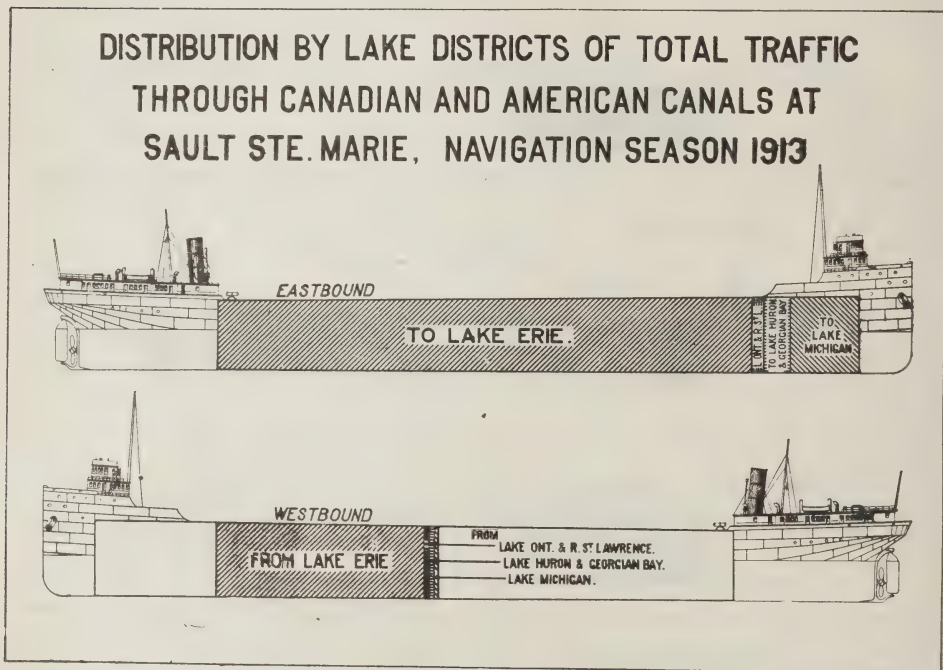 DISTRIBUTION BY LAKE DISTRICTS OF TOTAL TRAFFIC
THROUGH CANADIAN AND AMERICAN CANALS AT
SAULT STE. MARIE, NAVIGATION SEASON 1913
EASTBOUND
TO LAKE ERIE.
L. ONT. & R. ST. L.
TO LAKE HURON
& GEORGIAN BAY
TO
LAKE
MICHIGAN
WESTBOUND
FROM LAKE ERIE
FROM
LAKE ONT. & R. ST LAWRENCE.
LAKE HURON & GEORGIAN BAY.
LAKE MICHIGAN.